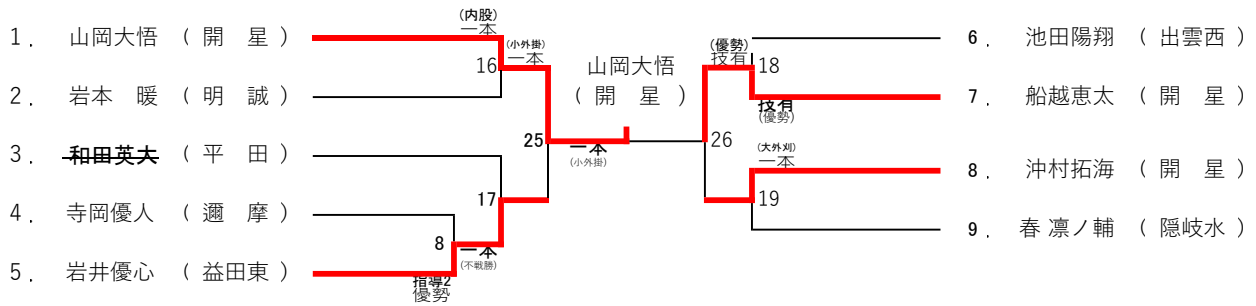 (内股)
一本
1. 山岡大悟 (開 星)
16
(小外掛)
一本
2. 岩本 暖 (明 誠)
3. 和田英大 (平 田)
17
25
4. 寺岡優人 (邇 摩)
8
一本
(不戦勝)
5. 岩井優心 (益田東)
指導2
優勢
山岡大悟
(開 星)
一本
(小外掛)
(優勢)
技有
18
6. 池田陽翔 (出雲西)
7. 船越恵太 (開 星)
技有
(優勢)
26
(大外刈)
一本
8. 沖村拓海 (開 星)
19
9. 春 凛ノ輔 (隠岐水)